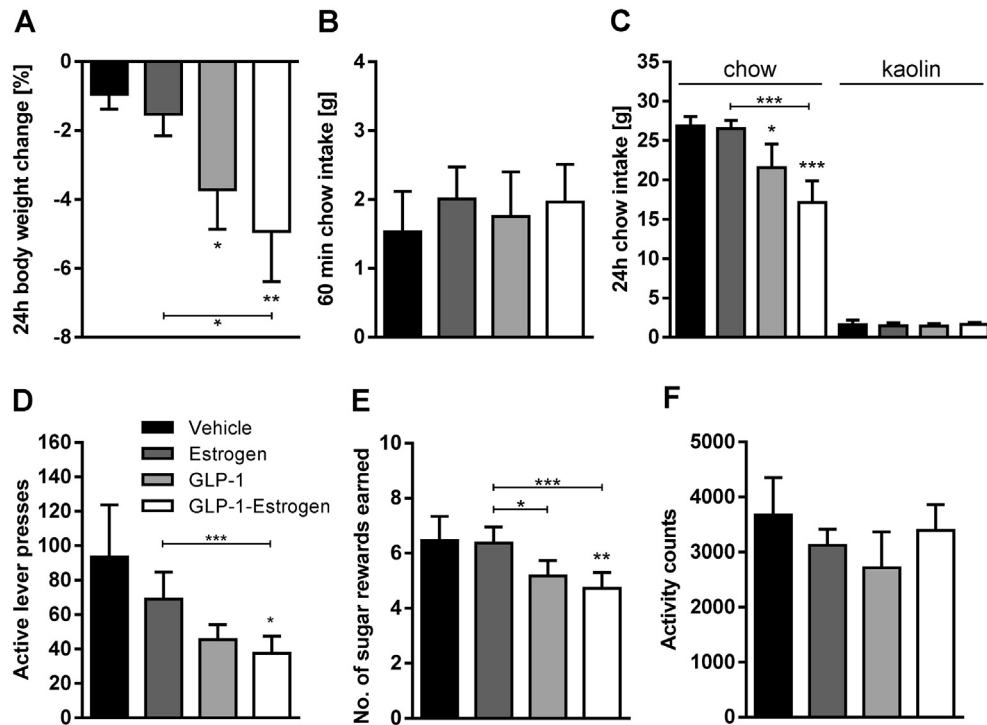 A
24h body weight change [%]
0
-2
-4
-6
-8
*
**
*
B
60 min chow intake [g]
4
3
2
1
0
C
24h chow intake [g]
chow
kaolin
35
30
25
20
15
10
5
0
***
*
***
D
Active lever presses
160
140
120
100
80
60
40
20
0
Vehicle
Estrogen
GLP-1
GLP-1-Estrogen
***
*
E
No. of sugar rewards earned
10
8
6
4
2
0
***
*
**
F
Activity counts
5000
4000
3000
2000
1000
0